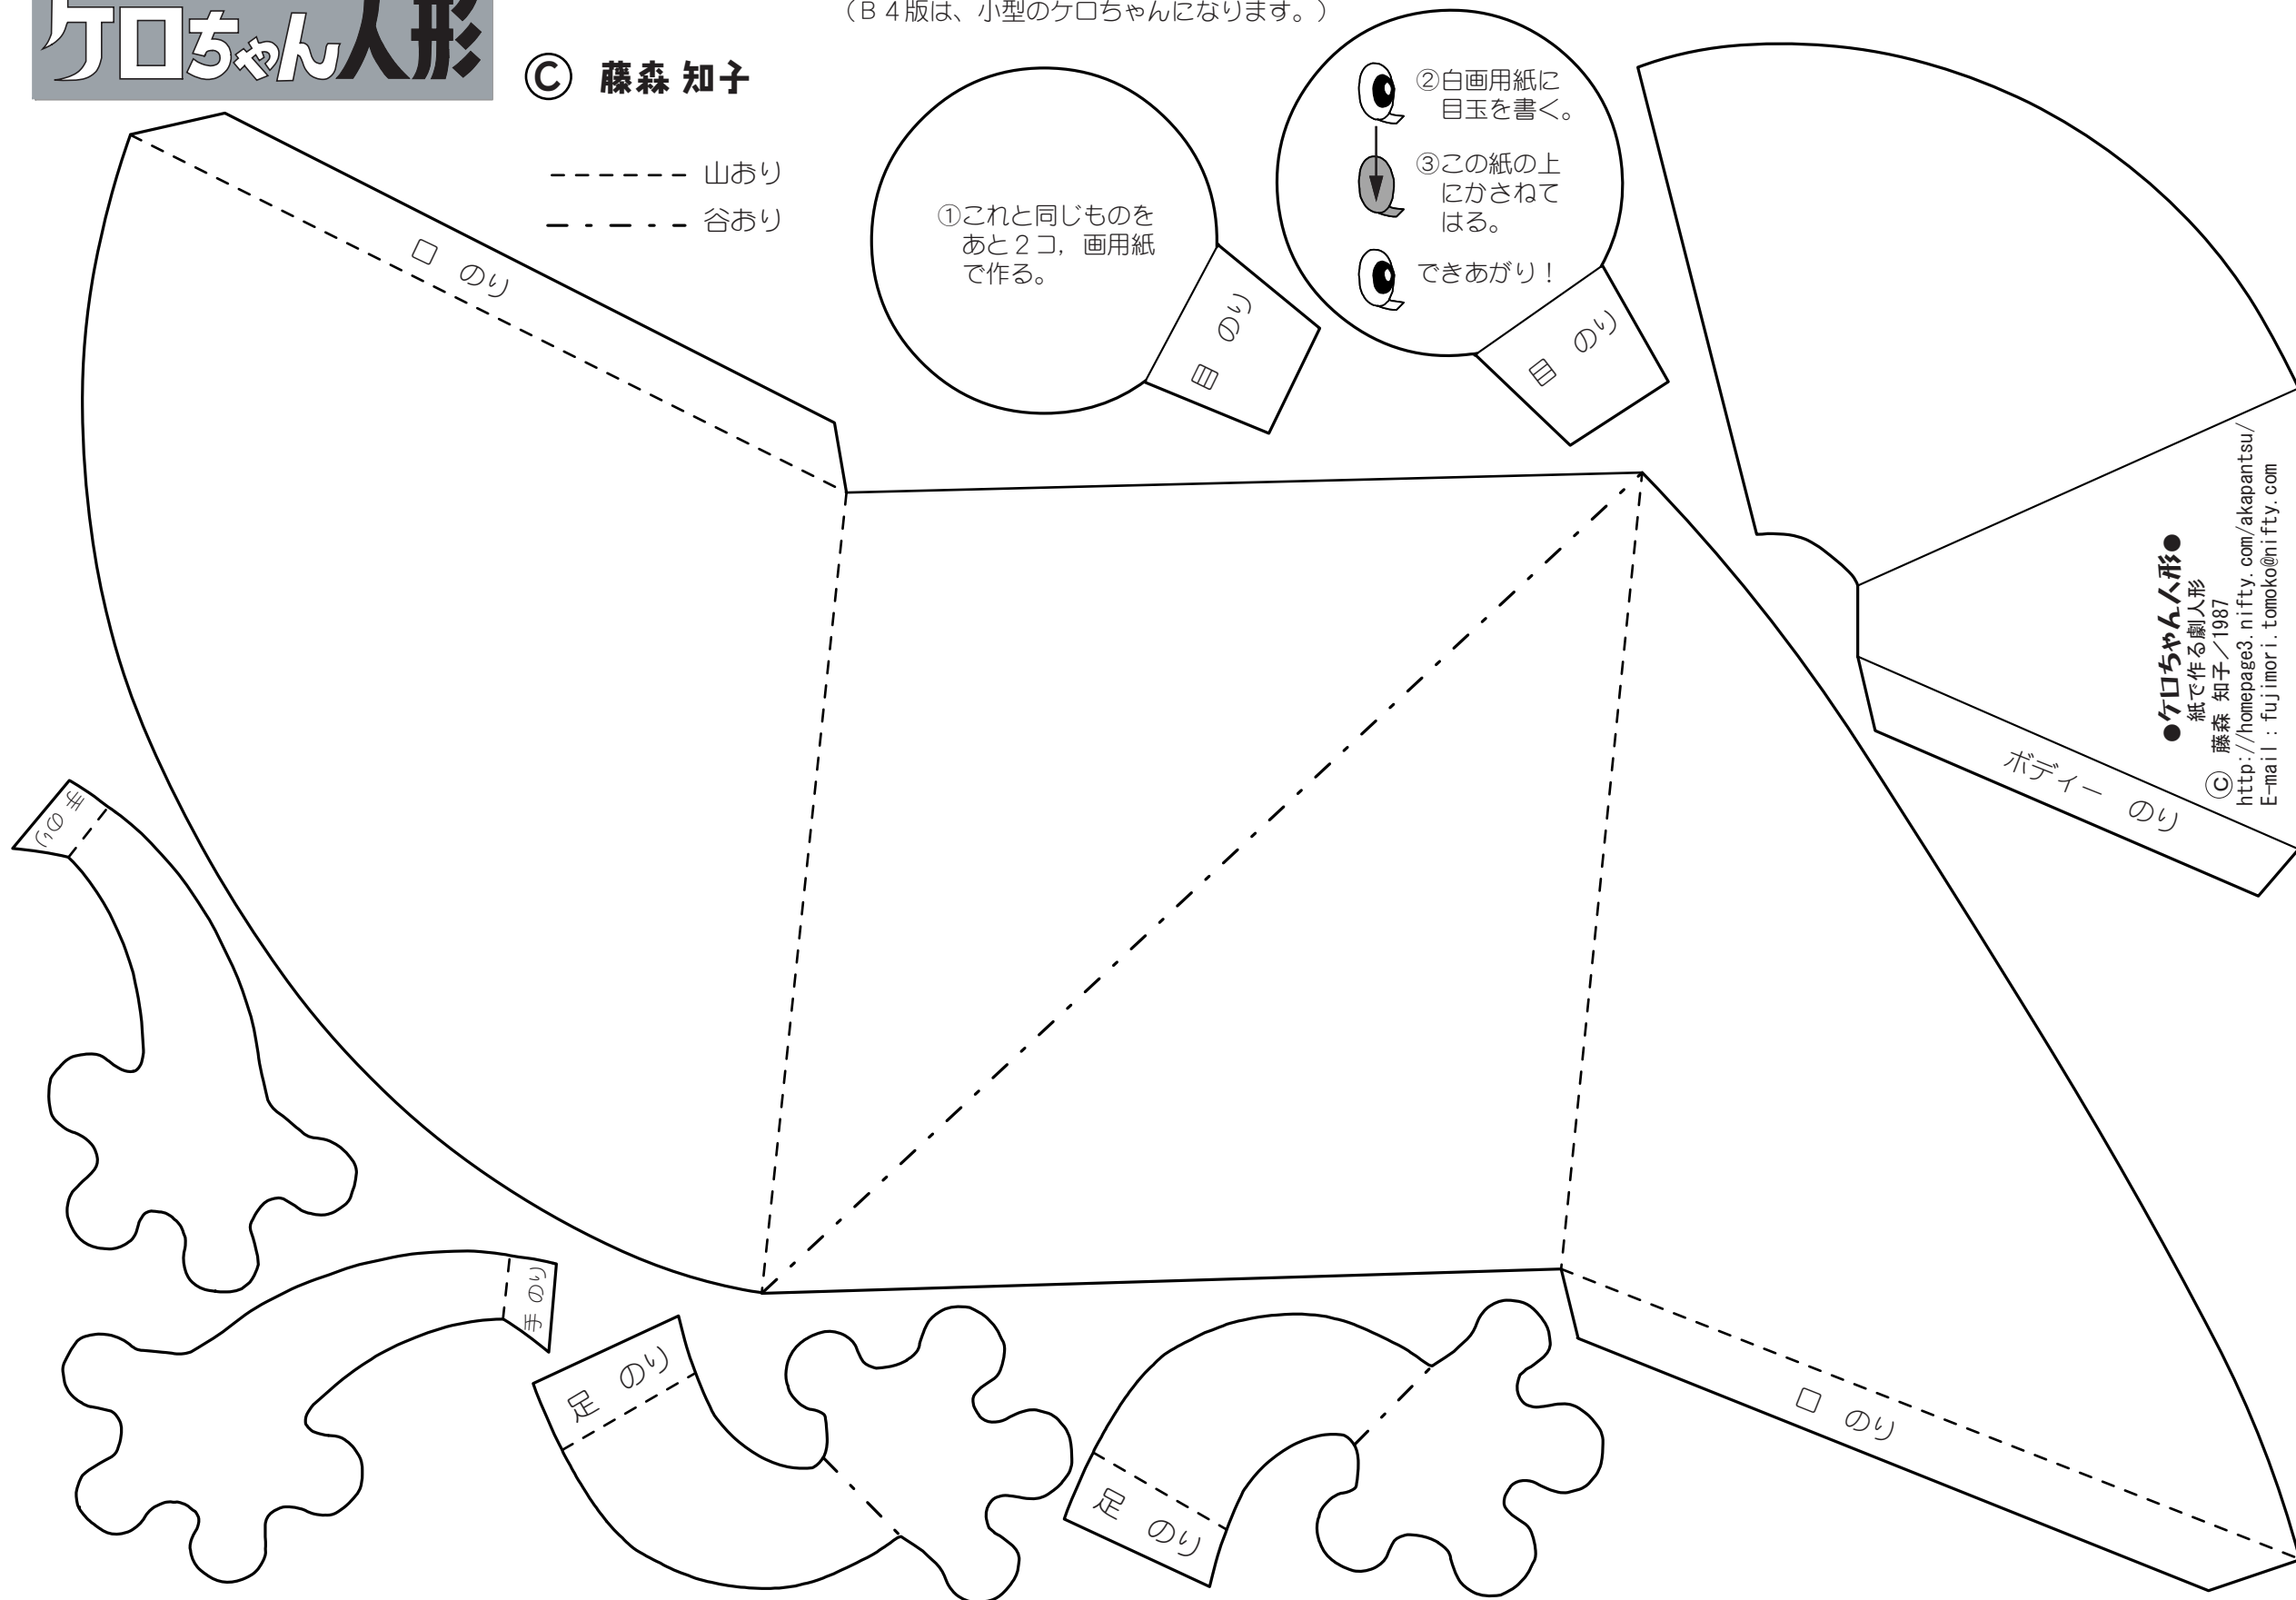 ケロちゃん人形
(B4版は、小型のケロちゃんになります。)
Ⓒ 藤森 知子
山おり
谷おり
口 のり
①これと同じものを
あと2コ, 画用紙
で作る。
目 のり
②白画用紙に
目玉を書く。
③この紙の上
にかさねて
はる。
できあがり!
目 のり
●ケロちゃん人形●
紙で作る劇人形
Ⓒ 藤森 知子/1987
http://homepage3.nifty.com/akapantsu/
E-mail:fujimori.tomoko@nifty.com
ボディー のり
手 のり
手 のり
足 のり
足 のり
口 のり